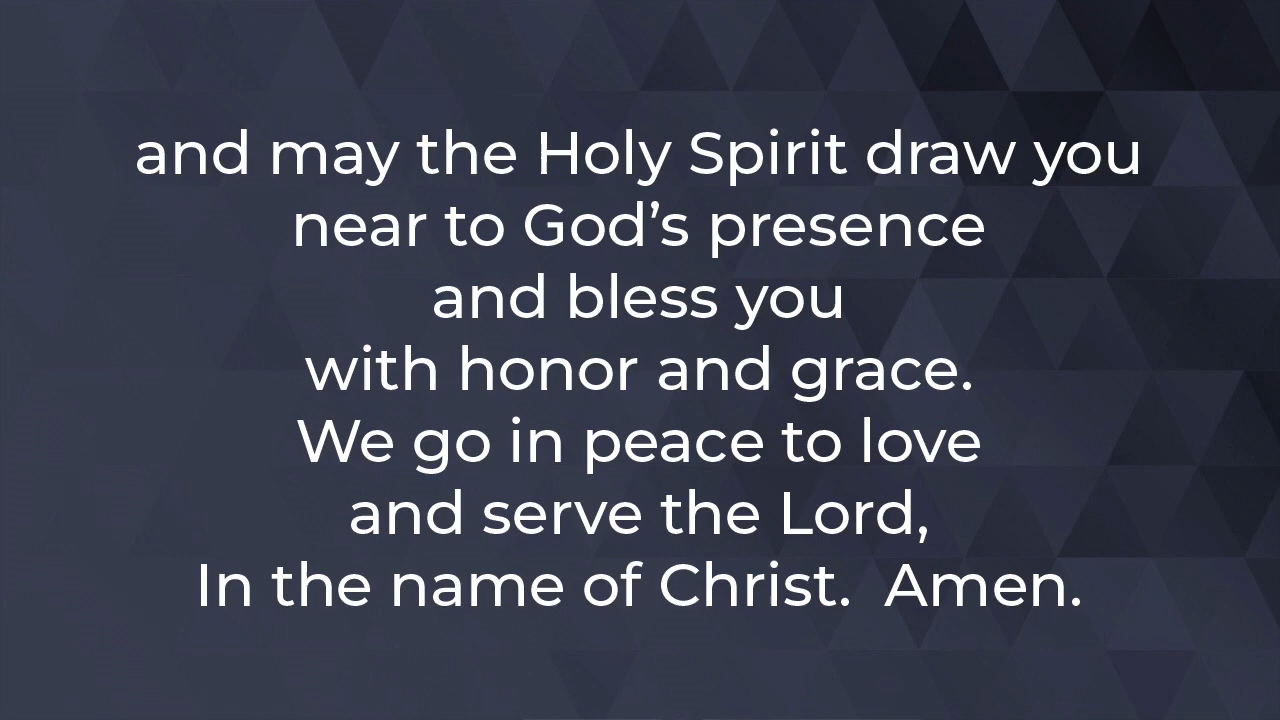 and may the Holy Spirit draw you
near to God’s presence
and bless you
with honor and grace.
We go in peace to love
and serve the Lord,
In the name of Christ.  Amen.